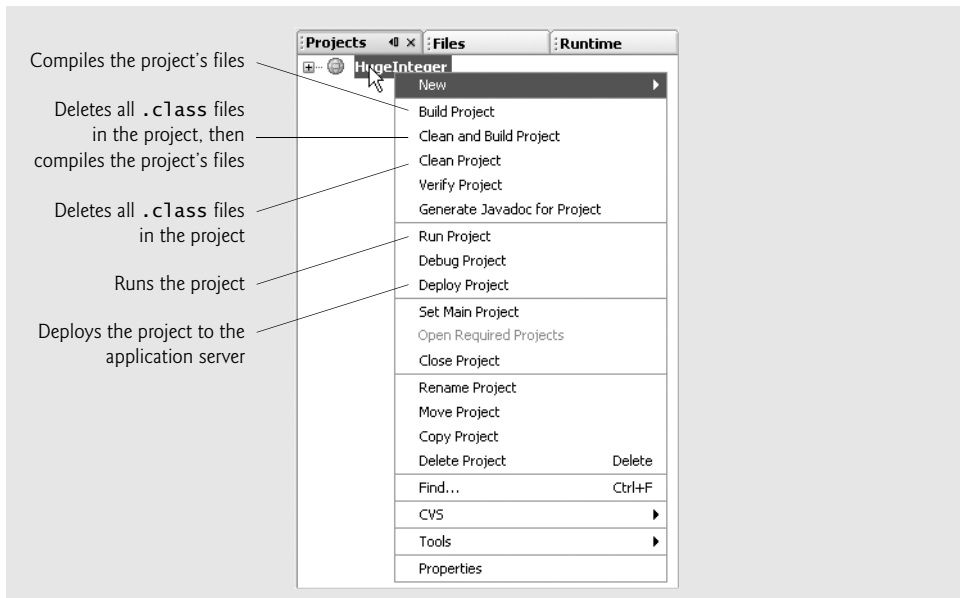 Projects
Files
Runtime
HugeInteger
Compiles the project's files
Deletes all .class files
in the project, then
compiles the project's files
Deletes all .class files
in the project
Runs the project
Deploys the project to the
application server
New
Build Project
Clean and Build Project
Clean Project
Verify Project
Generate Javadoc for Project
Run Project
Debug Project
Deploy Project
Set Main Project
Open Required Projects
Close Project
Rename Project
Move Project
Copy Project
Delete Project Delete
Find... Ctrl+F
CVS
Tools
Properties